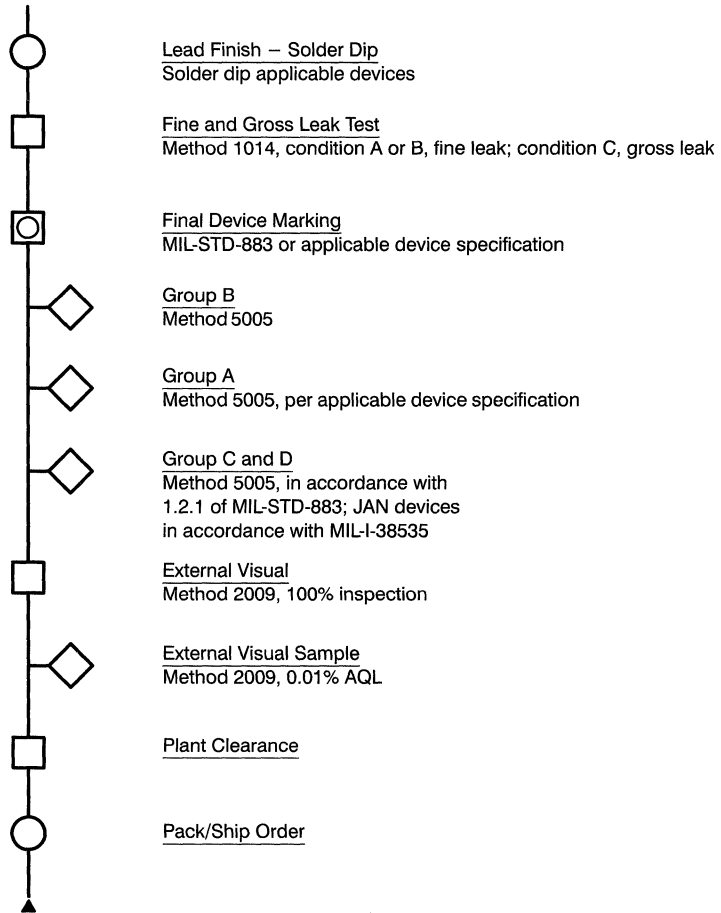 Lead Finish – Solder Dip
Solder dip applicable devices
Fine and Gross Leak Test
Method 1014, condition A or B, fine leak; condition C, gross leak
Final Device Marking
MIL-STD-883 or applicable device specification
Group B
Method 5005
Group A
Method 5005, per applicable device specification
Group C and D
Method 5005, in accordance with
1.2.1 of MIL-STD-883; JAN devices
in accordance with MIL-I-38535
External Visual
Method 2009, 100% inspection
External Visual Sample
Method 2009, 0.01% AQL
Plant Clearance
Pack/Ship Order